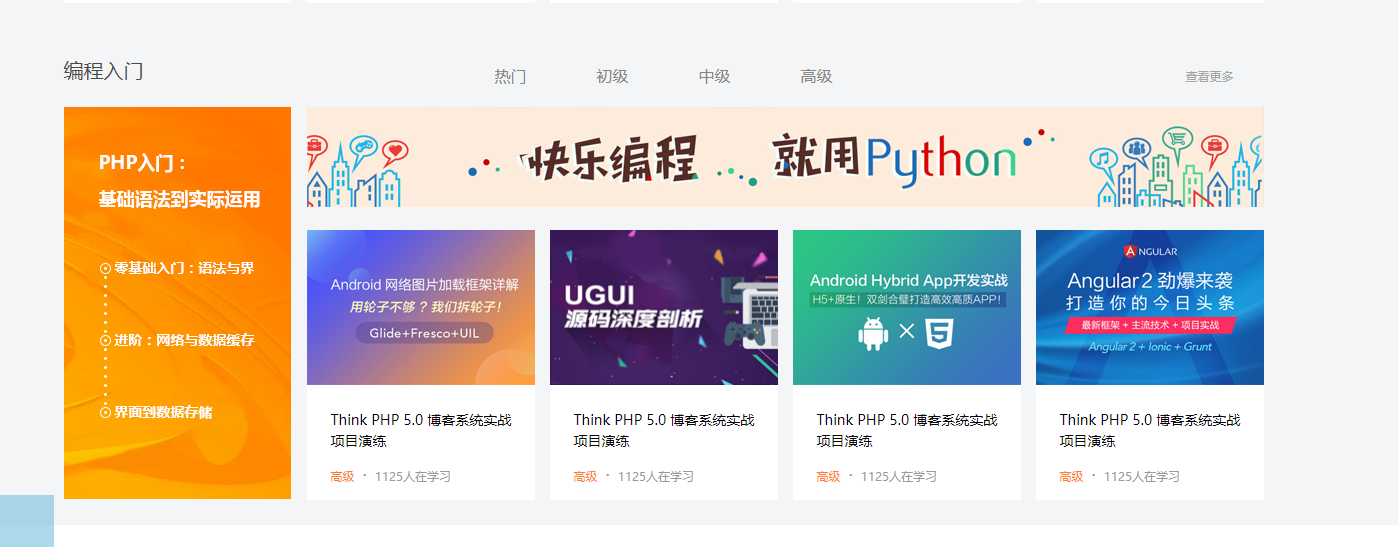 编程入门
热门
初级
中级
高级
查看更多
PHP入门：
基础语法到实际运用
零基础入门：语法与界
进阶：网络与数据缓存
界面到数据存储
快乐编程 就用Python
Android 网络图片加载框架详解
用轮子不够？我们拆轮子！
Glide+Fresco+UIL
Think PHP 5.0 博客系统实战
项目演练
高级 · 1125人在学习
UGUI
源码深度剖析
Think PHP 5.0 博客系统实战
项目演练
高级 · 1125人在学习
Android Hybrid App开发实战
H5+原生！双剑合璧打造高效高质APP！
Think PHP 5.0 博客系统实战
项目演练
高级 · 1125人在学习
ANGULAR
Angular2 劲爆来袭
打造你的今日头条
最新框架+主流技术+项目实战
Angular 2 + Ionic + Grunt
Think PHP 5.0 博客系统实战
项目演练
高级 · 1125人在学习